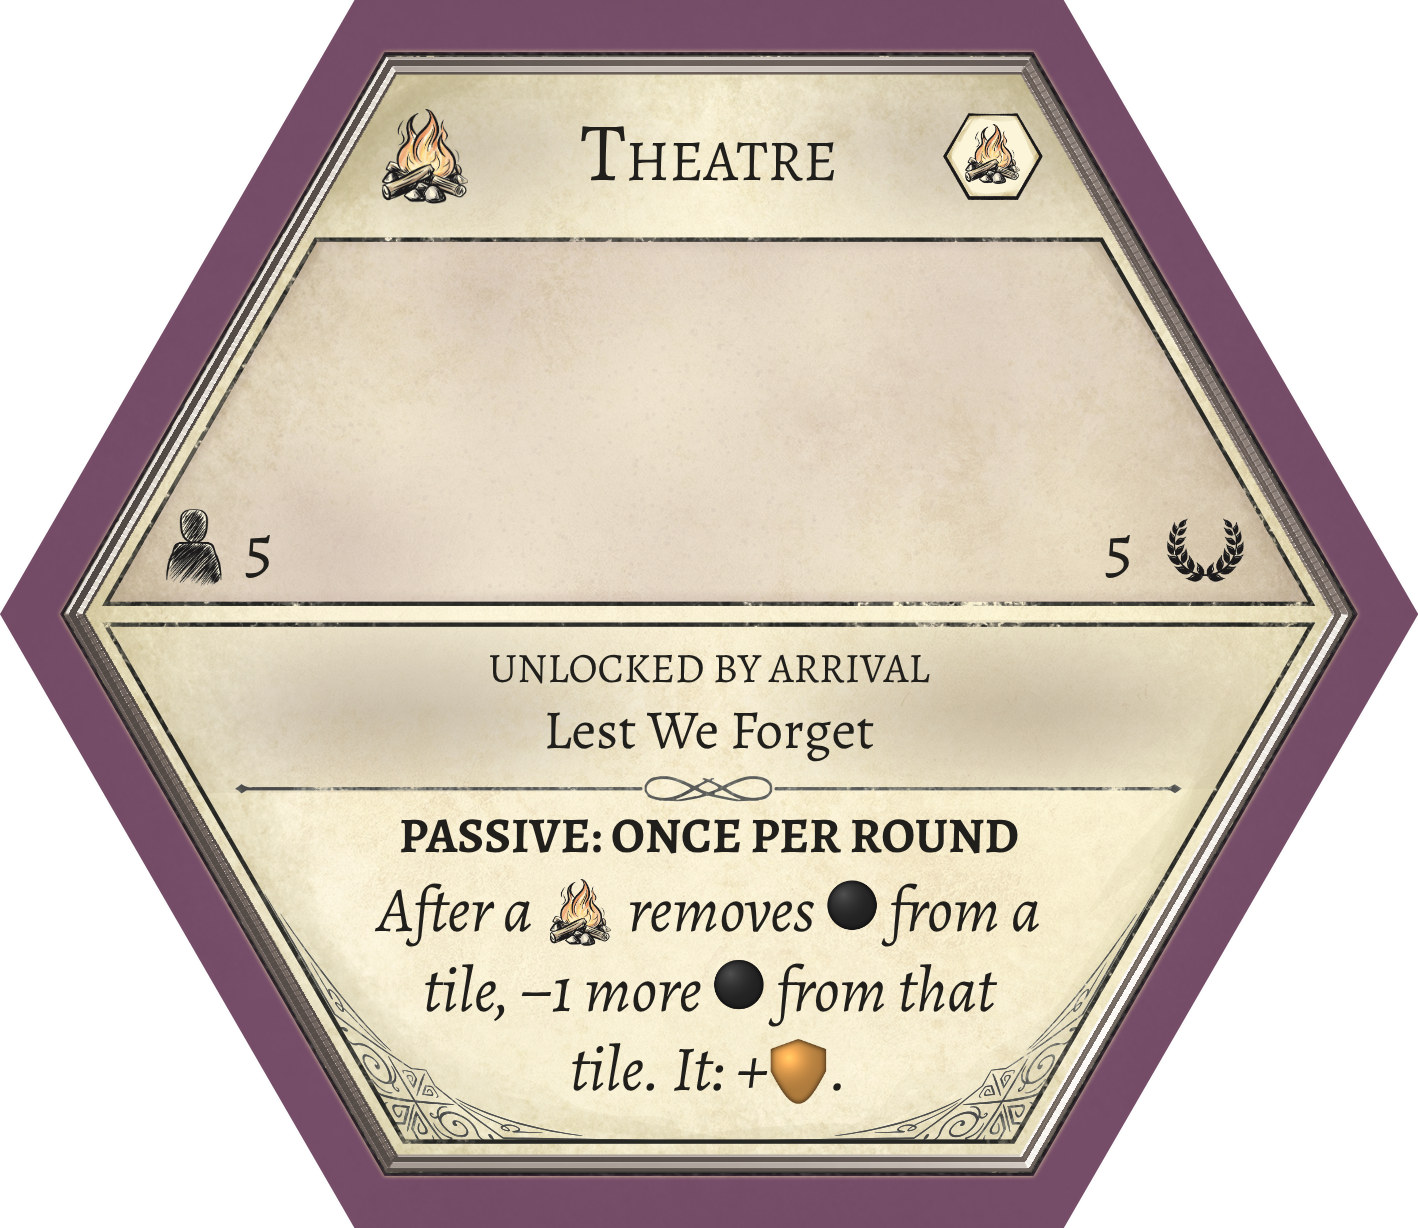 Theatre
5
5
UNLOCKED BY ARRIVAL
Lest We Forget
PASSIVE: ONCE PER ROUND
After a removes from a
tile, –1 more from that
tile. It: + .